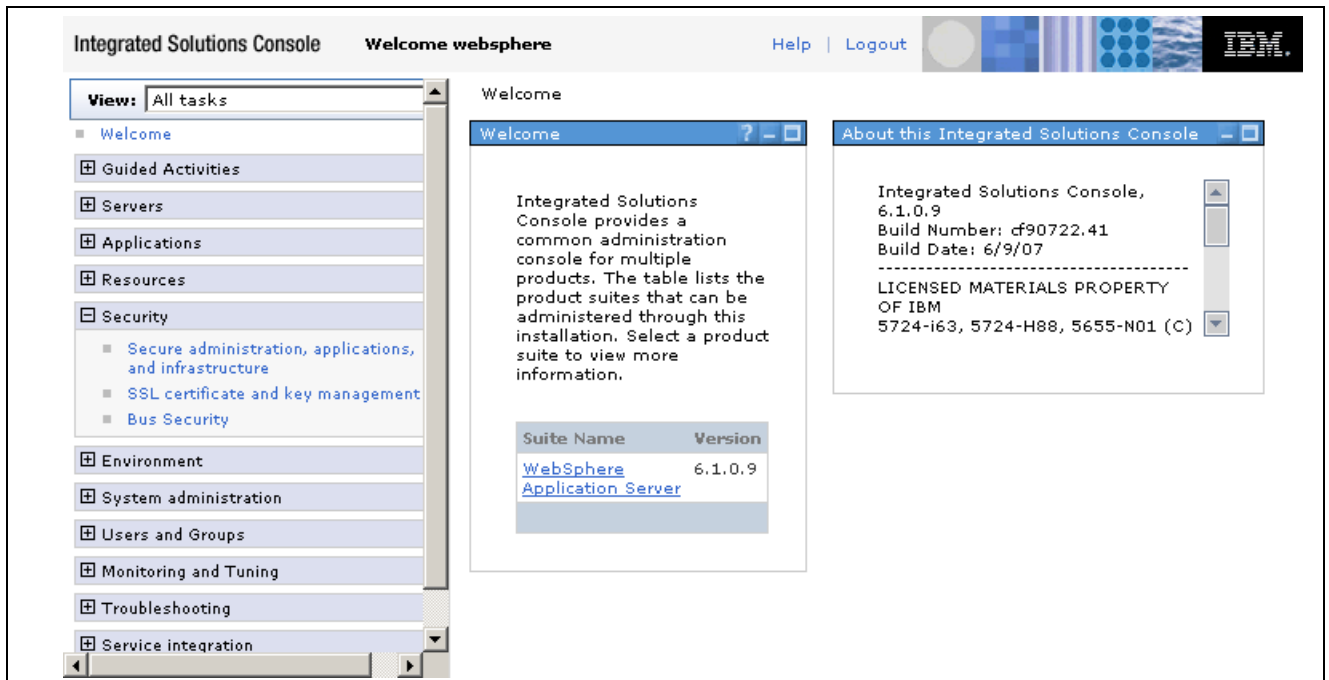 Integrated Solutions Console Welcome websphere Help | Logout IBM.
View: All tasks
Welcome
Guided Activities
Servers
Applications
Resources
Security
Secure administration, applications,
and infrastructure
SSL certificate and key management
Bus Security
Environment
System administration
Users and Groups
Monitoring and Tuning
Troubleshooting
Service integration
Welcome
Welcome ?
Integrated Solutions
Console provides a
common administration
console for multiple
products. The table lists the
product suites that can be
administered through this
installation. Select a product
suite to view more
information.
Suite Name Version
WebSphere 6.1.0.9
Application Server
About this Integrated Solutions Console
Integrated Solutions Console,
6.1.0.9
Build Number: cf90722.41
Build Date: 6/9/07
---------------------------------------
LICENSED MATERIALS PROPERTY
OF IBM
5724-i63, 5724-H88, 5655-N01 (C)